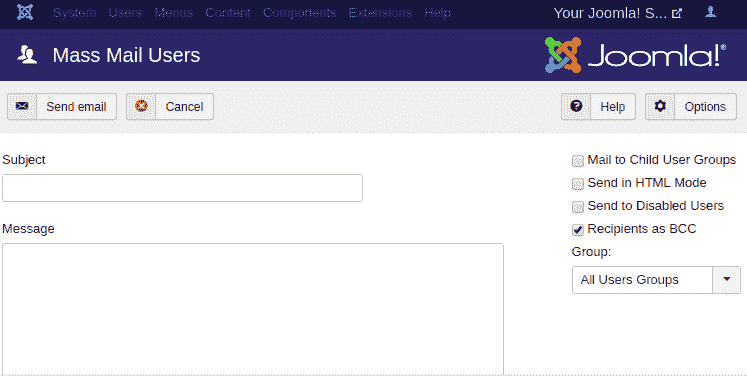 System Users Menus Content Components Extensions Help Your Joomla! S...
Mass Mail Users Joomla!®
Send email Cancel Help Options
Subject
Mail to Child User Groups
Send in HTML Mode
Send to Disabled Users
Message
Recipients as BCC
Group:
All Users Groups